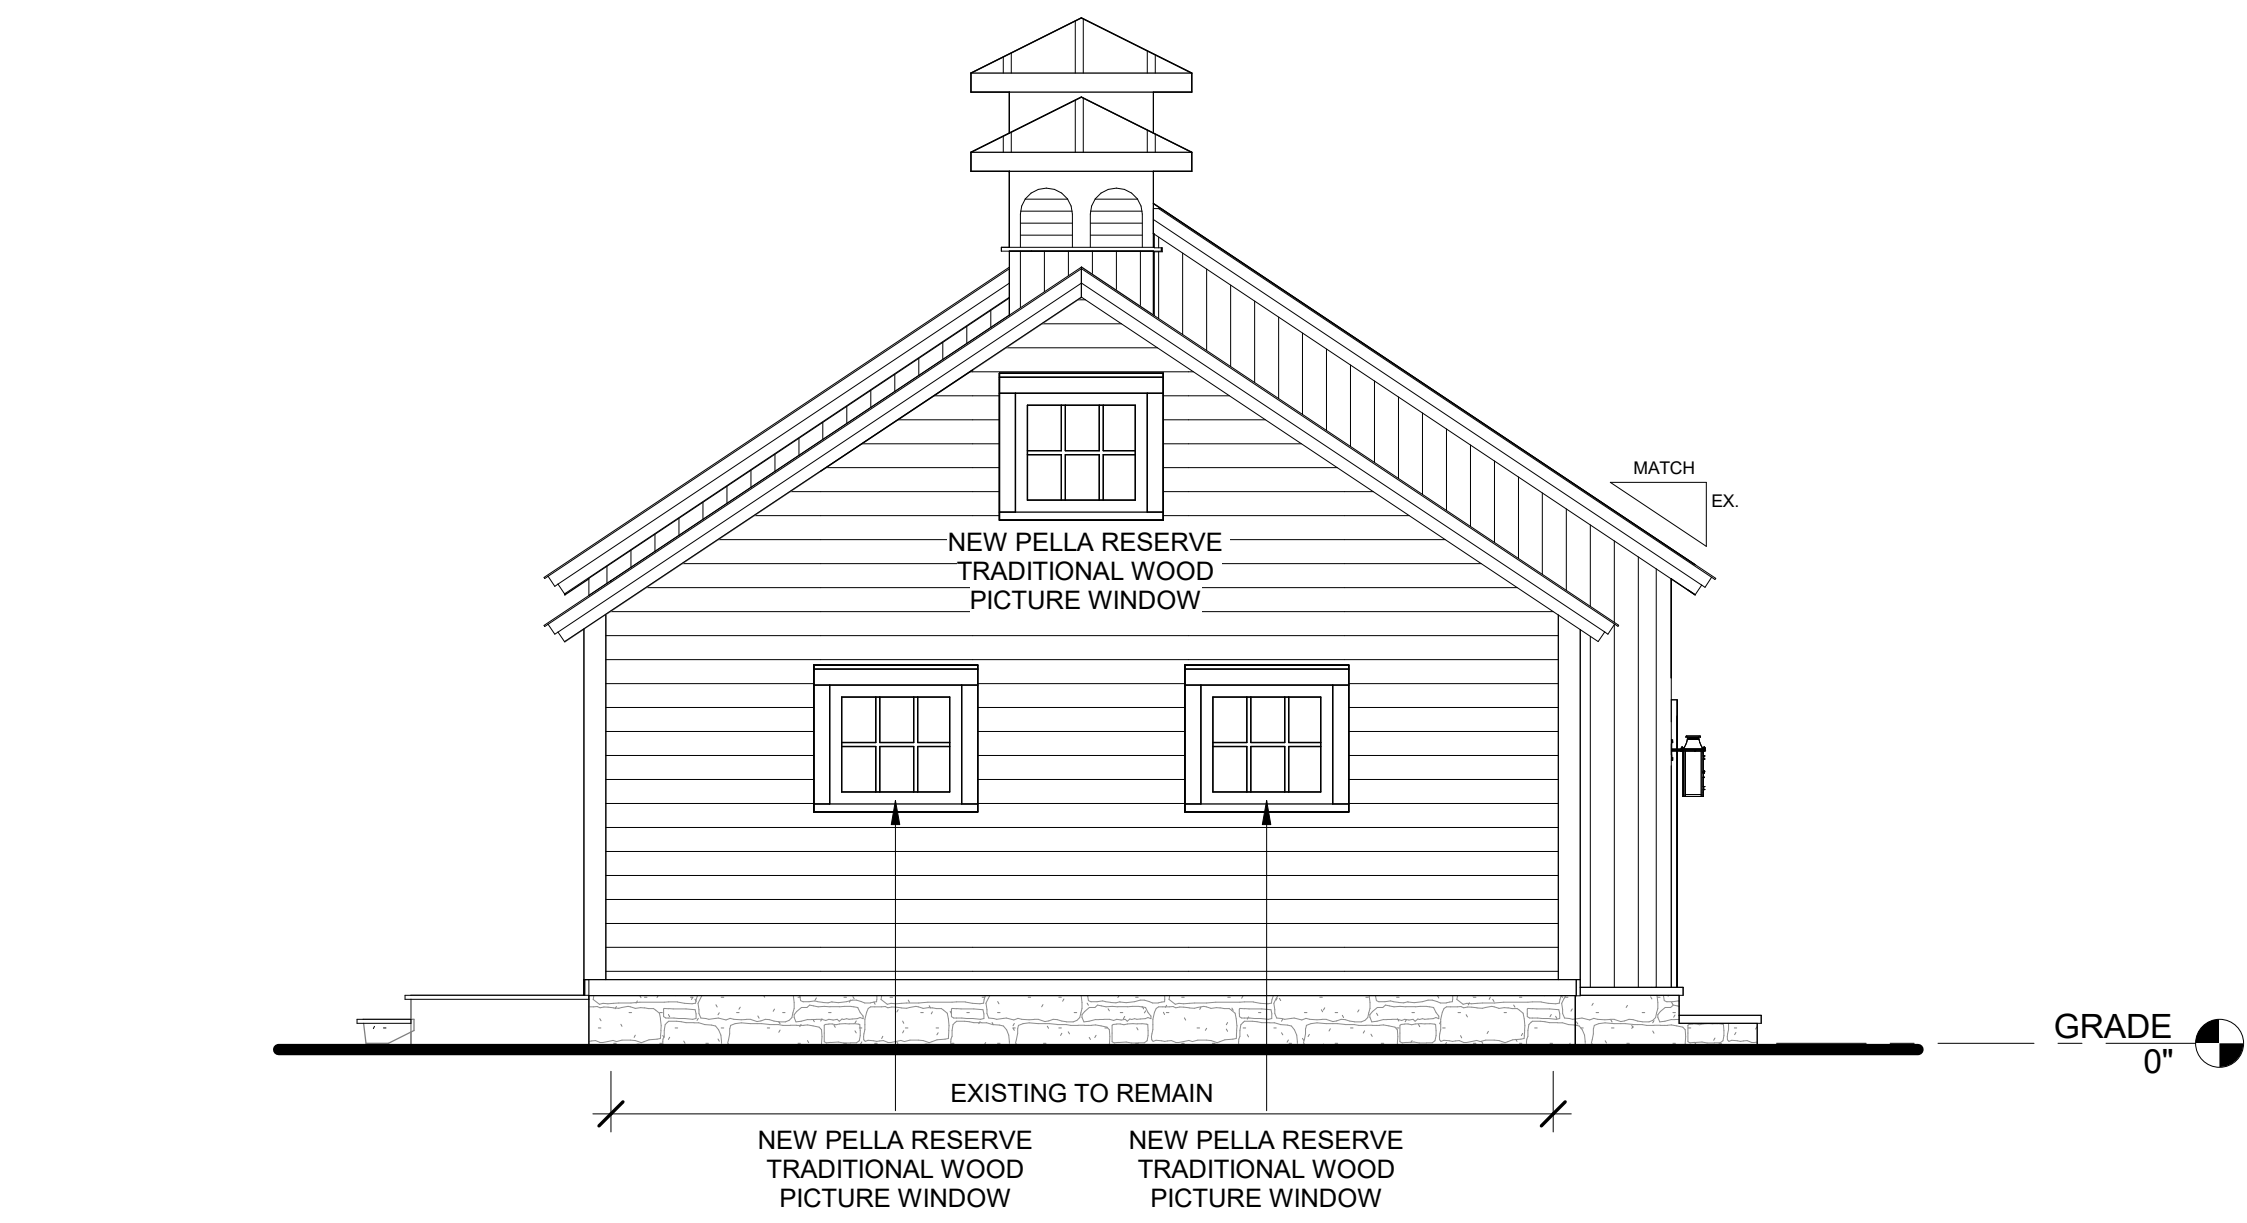 MATCH
EX.
NEW PELLA RESERVE
TRADITIONAL WOOD
PICTURE WINDOW
GRADE
0"
EXISTING TO REMAIN
NEW PELLA RESERVE
TRADITIONAL WOOD
PICTURE WINDOW
NEW PELLA RESERVE
TRADITIONAL WOOD
PICTURE WINDOW